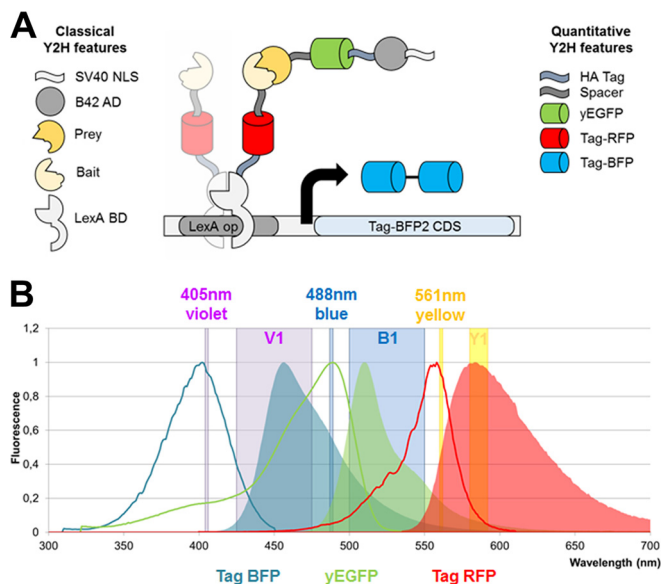 A
Classical
Y2H features
SV40 NLS
B42 AD
Prey
Bait
LexA BD
LexA op
Tag-BFP2 CDS
Quantitative
Y2H features
HA Tag
Spacer
yEGFP
Tag-RFP
Tag-BFP
B
405nm
violet
488nm
blue
561nm
yellow
V1
B1
Y1
Fluorescence
1,2
1
0,8
0,6
0,4
0,2
0
300
350
400
450
500
550
600
650
700
Wavelength (nm)
Tag BFP
yEGFP
Tag RFP